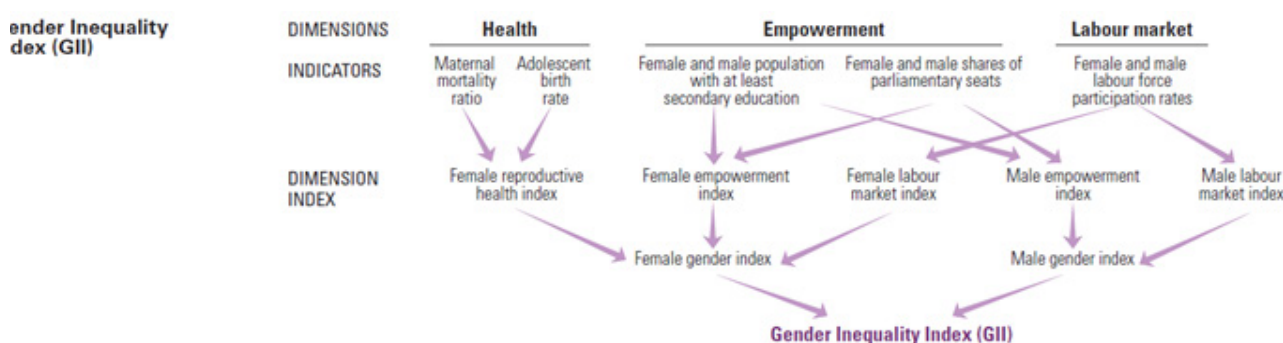 ender Inequality
dex (GII)
DIMENSIONS Health Empowerment Labour market
INDICATORS
Maternal
mortality
ratio
Adolescent
birth
rate
Female and male population
with at least
secondary education
Female and male shares of
parliamentary seats
Female and male
labour force
participation rates
DIMENSION
INDEX
Female reproductive
health index
Female empowerment
index
Female labour
market index
Male empowerment
index
Male labour
market index
Female gender index
Male gender index
Gender Inequality Index (GII)